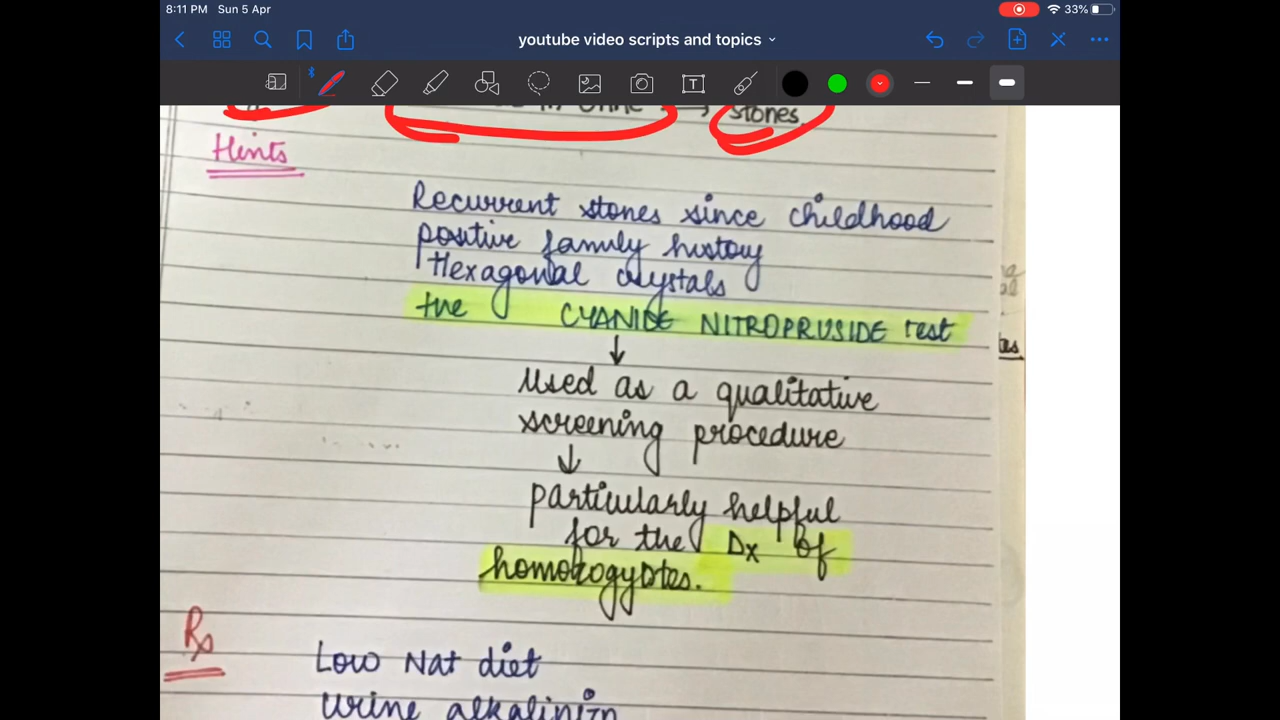 8:11 PM Sun 5 Apr
33%
youtube video scripts and topics
T
stones.
Hints
Recurrent stones since childhood
positive family history
Hexagonal crystals
the CYANIDE NITROPRUSSIDE test
↓
Used as a qualitative
screening procedure
↓
particularly helpful
for the Dx of
homozogytes.
Rx
Low Na+ diet
Urine